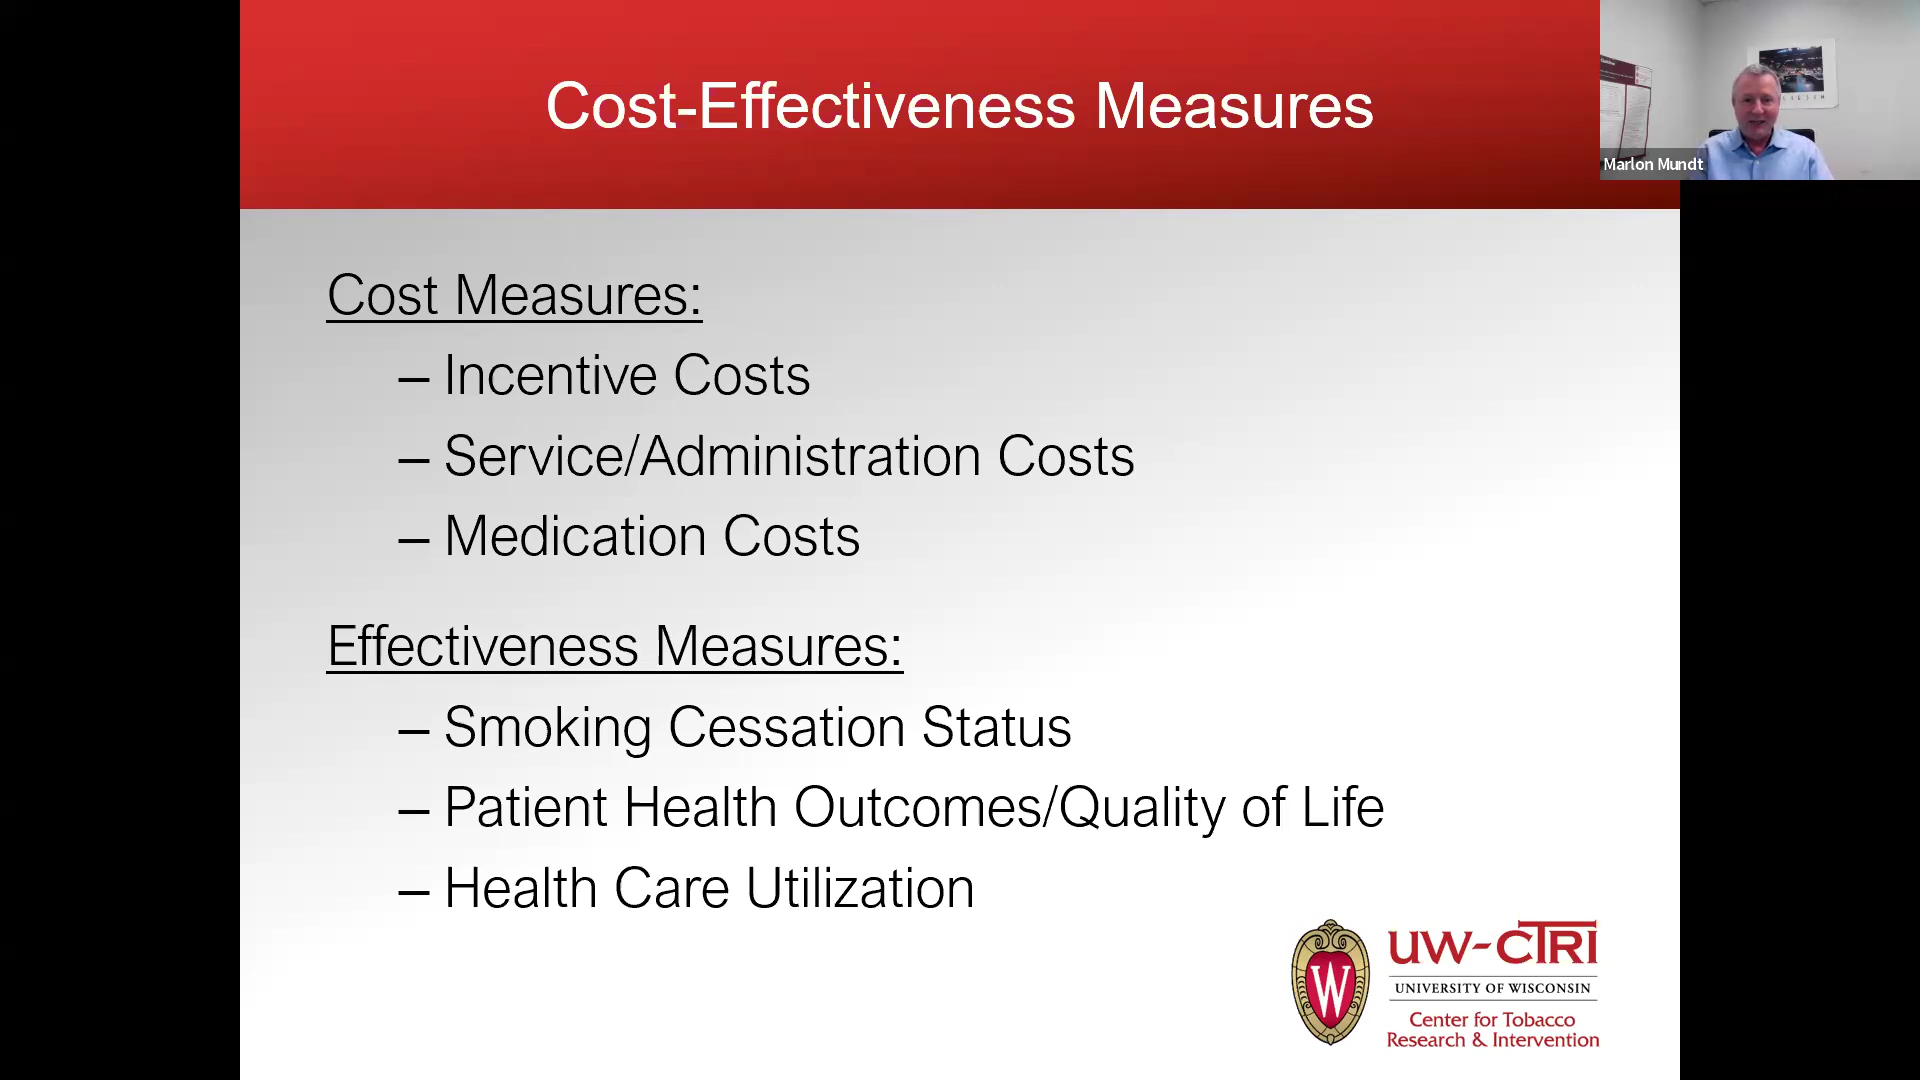 Cost-Effectiveness Measures
Marlon Mundt
Cost Measures:
– Incentive Costs
– Service/Administration Costs
– Medication Costs
Effectiveness Measures:
– Smoking Cessation Status
– Patient Health Outcomes/Quality of Life
– Health Care Utilization
W
UW-CTRI
UNIVERSITY OF WISCONSIN
Center for Tobacco
Research & Intervention